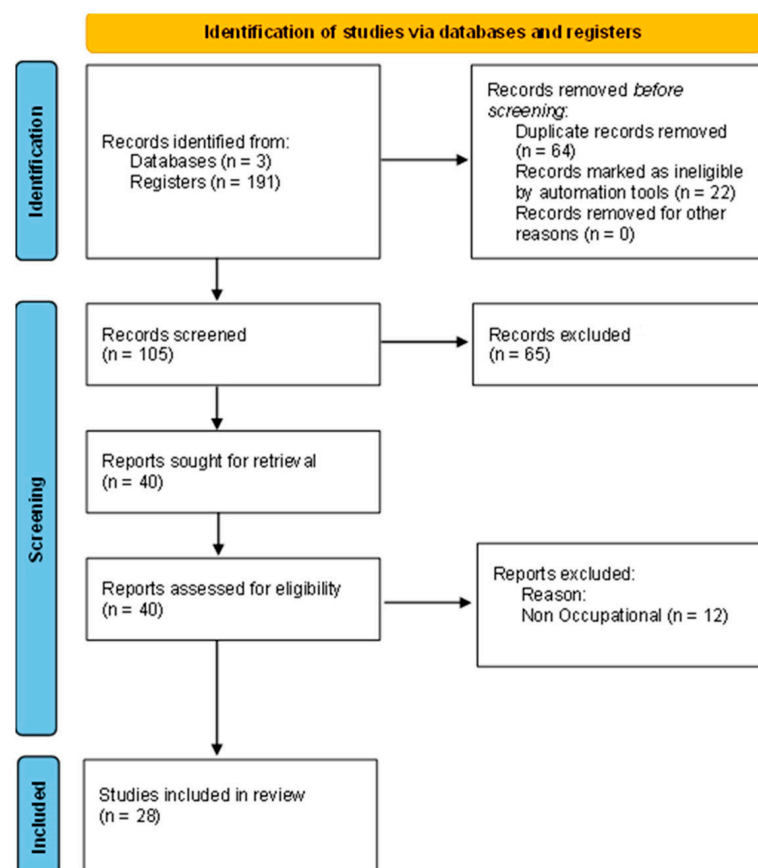 Identification of studies via databases and registers
Identification
Records identified from:
Databases (n = 3)
Registers (n = 191)
Records removed before
screening:
Duplicate records removed
(n = 64)
Records marked as ineligible
by automation tools (n = 22)
Records removed for other
reasons (n = 0)
Screening
Records screened
(n = 105)
Records excluded
(n = 65)
Reports sought for retrieval
(n = 40)
Reports assessed for eligibility
(n = 40)
Reports excluded:
Reason:
Non Occupational (n = 12)
Included
Studies included in review
(n = 28)